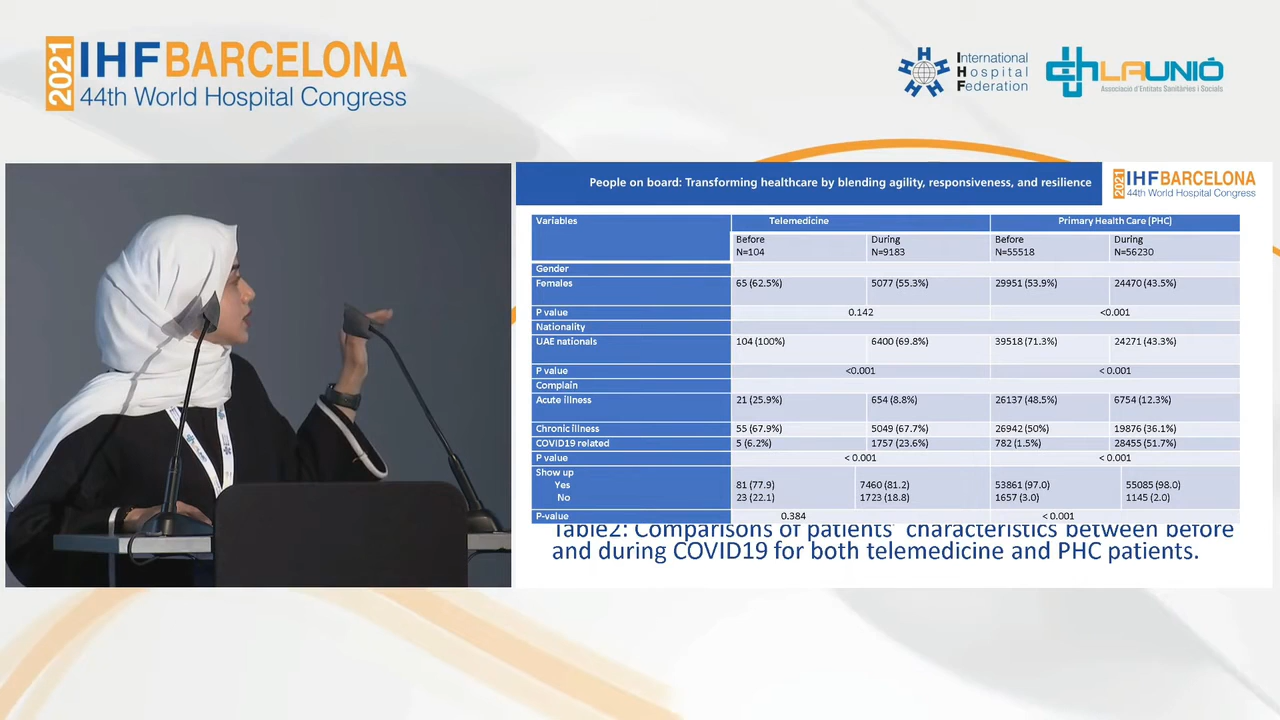 2021 IHF BARCELONA
44th World Hospital Congress
International
Hospital
Federation
LAUNIÓ
Associació d'Entitats Sanitàries i Socials
People on board: Transforming healthcare by blending agility, responsiveness, and resilience
2021 IHF BARCELONA
44th World Hospital Congress
Variables Telemedicine Primary Health Care (PHC)
Before During Before During
N=104 N=9183 N=55518 N=56230
Gender
Females 65 (62.5%) 5077 (55.3%) 29951 (53.9%) 24470 (43.5%)
P value 0.142 <0.001
Nationality
UAE nationals 104 (100%) 6400 (69.8%) 39518 (71.3%) 24271 (43.3%)
P value <0.001 < 0.001
Complain
Acute illness 21 (25.9%) 654 (8.8%) 26137 (48.5%) 6754 (12.3%)
Chronic illness 55 (67.9%) 5049 (67.7%) 26942 (50%) 19876 (36.1%)
COVID19 related 5 (6.2%) 1757 (23.6%) 782 (1.5%) 28455 (51.7%)
P value < 0.001 < 0.001
Show up
Yes 81 (77.9) 7460 (81.2) 53861 (97.0) 55085 (98.0)
No 23 (22.1) 1723 (18.8) 1657 (3.0) 1145 (2.0)
P-value 0.384 < 0.001
Table2: Comparisons of patients' characteristics between before
and during COVID19 for both telemedicine and PHC patients.